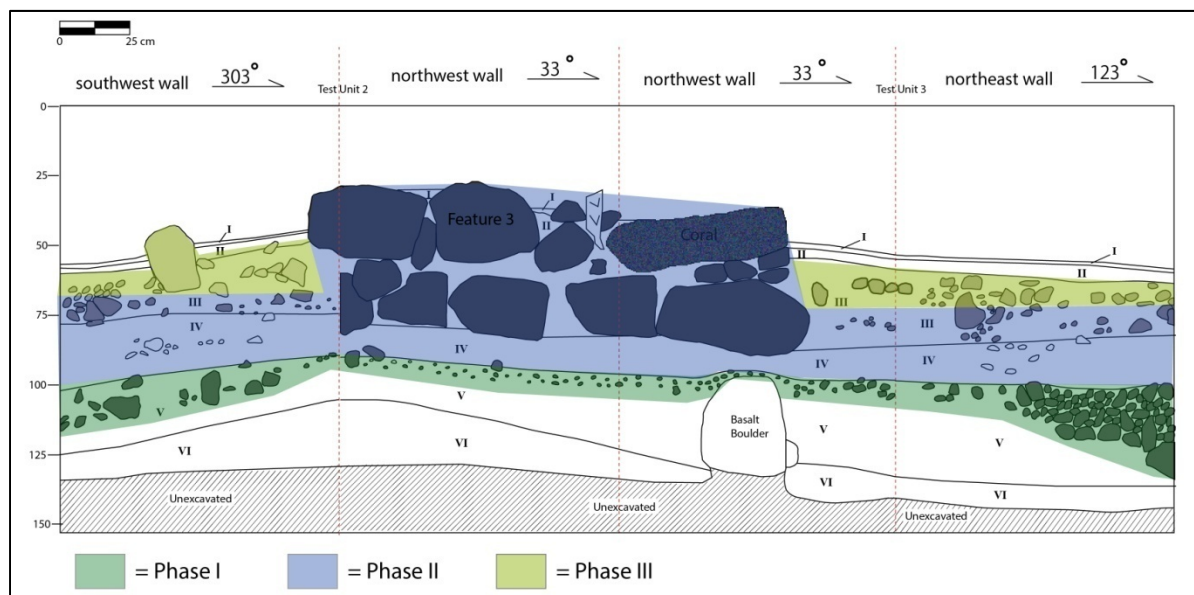 0 25 cm
southwest wall 303° northwest wall 33° northwest wall 33° northeast wall 123°
Test Unit 2 Test Unit 3
0
25
50
75
100
125
150
I
II
III
IV
V
VI
Unexcavated
I
I
II
Feature 3
IV
V
VI
Coral
Basalt
Boulder
Unexcavated
I
II
III
IV
V
VI
I
II
III
IV
V
VI
Unexcavated
= Phase I = Phase II = Phase III